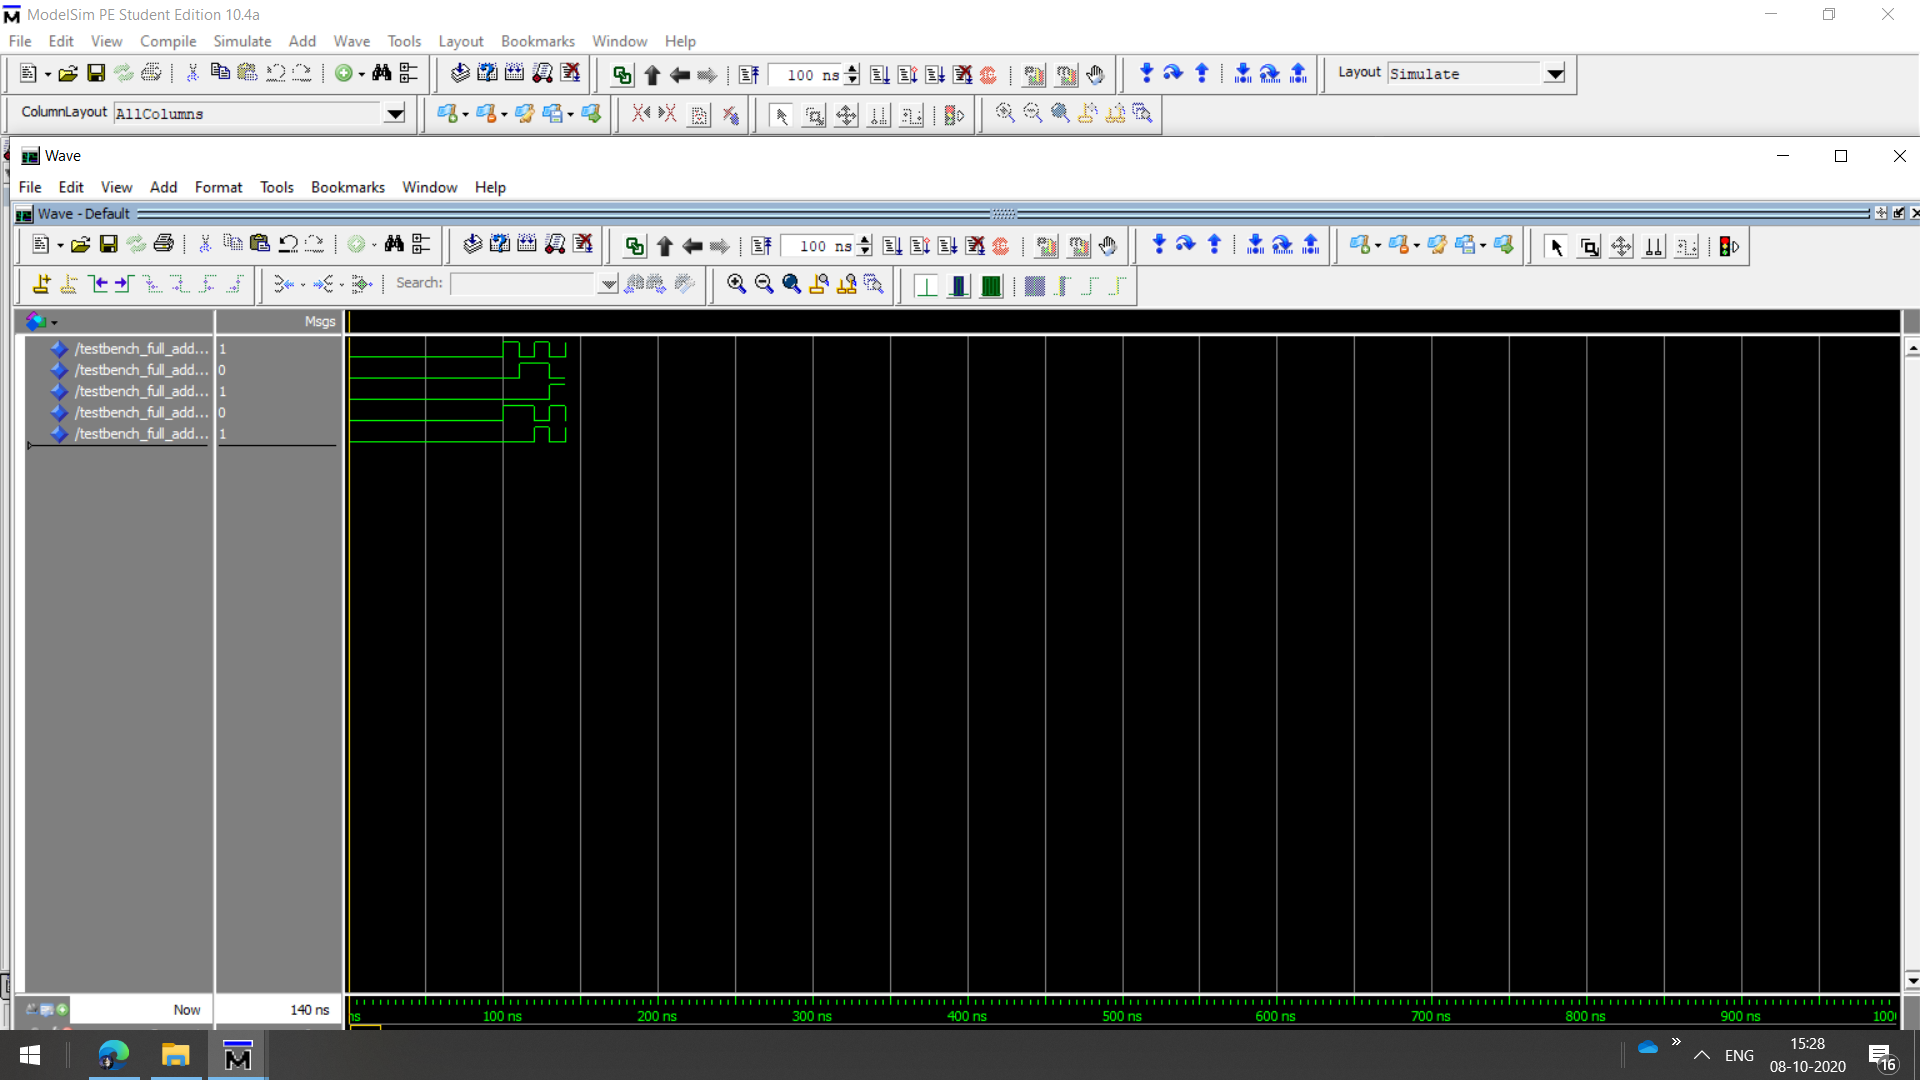 ModelSim PE Student Edition 10.4a
File Edit View Compile Simulate Add Wave Tools Layout Bookmarks Window Help
100 ns Layout Simulate
ColumnLayout AllColumns
Wave
File Edit View Add Format Tools Bookmarks Window Help
Wave - Default
100 ns
Search:
Msgs
/testbench_full_add... 1
/testbench_full_add... 0
/testbench_full_add... 1
/testbench_full_add... 0
/testbench_full_add... 1
Now 140 ns
ns 100 ns 200 ns 300 ns 400 ns 500 ns 600 ns 700 ns 800 ns 900 ns 100
ENG
15:28
08-10-2020
16